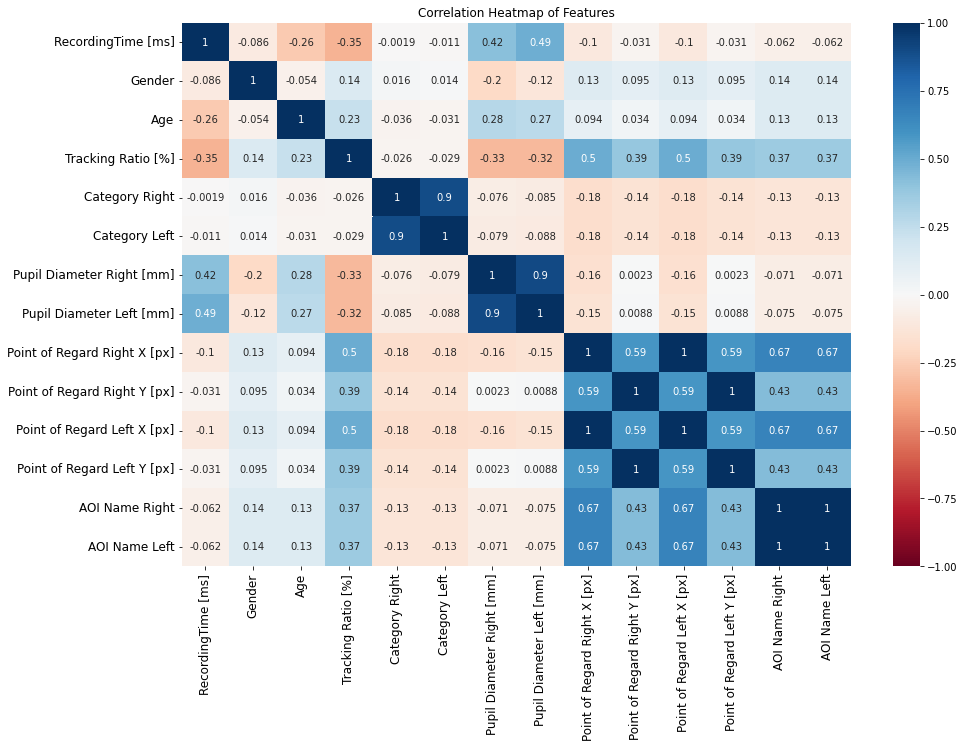 Correlation Heatmap of Features
RecordingTime [ms] 1 -0.086 -0.26 -0.35 -0.0019 -0.011 0.42 0.49 -0.1 -0.031 -0.1 -0.031 -0.062 -0.062
Gender -0.086 1 -0.054 0.14 0.016 0.014 -0.2 -0.12 0.13 0.095 0.13 0.095 0.14 0.14
Age -0.26 -0.054 1 0.23 -0.036 -0.031 0.28 0.27 0.094 0.034 0.094 0.034 0.13 0.13
Tracking Ratio [%] -0.35 0.14 0.23 1 -0.026 -0.029 -0.33 -0.32 0.5 0.39 0.5 0.39 0.37 0.37
Category Right -0.0019 0.016 -0.036 -0.026 1 0.9 -0.076 -0.085 -0.18 -0.14 -0.18 -0.14 -0.13 -0.13
Category Left -0.011 0.014 -0.031 -0.029 0.9 1 -0.079 -0.088 -0.18 -0.14 -0.18 -0.14 -0.13 -0.13
Pupil Diameter Right [mm] 0.42 -0.2 0.28 -0.33 -0.076 -0.079 1 0.9 -0.16 0.0023 -0.16 0.0023 -0.071 -0.071
Pupil Diameter Left [mm] 0.49 -0.12 0.27 -0.32 -0.085 -0.088 0.9 1 -0.15 0.0088 -0.15 0.0088 -0.075 -0.075
Point of Regard Right X [px] -0.1 0.13 0.094 0.5 -0.18 -0.18 -0.16 -0.15 1 0.59 1 0.59 0.67 0.67
Point of Regard Right Y [px] -0.031 0.095 0.034 0.39 -0.14 -0.14 0.0023 0.0088 0.59 1 0.59 1 0.43 0.43
Point of Regard Left X [px] -0.1 0.13 0.094 0.5 -0.18 -0.18 -0.16 -0.15 1 0.59 1 0.59 0.67 0.67
Point of Regard Left Y [px] -0.031 0.095 0.034 0.39 -0.14 -0.14 0.0023 0.0088 0.59 1 0.59 1 0.43 0.43
AOI Name Right -0.062 0.14 0.13 0.37 -0.13 -0.13 -0.071 -0.075 0.67 0.43 0.67 0.43 1 1
AOI Name Left -0.062 0.14 0.13 0.37 -0.13 -0.13 -0.071 -0.075 0.67 0.43 0.67 0.43 1 1
RecordingTime [ms]
Gender
Age
Tracking Ratio [%]
Category Right
Category Left
Pupil Diameter Right [mm]
Pupil Diameter Left [mm]
Point of Regard Right X [px]
Point of Regard Right Y [px]
Point of Regard Left X [px]
Point of Regard Left Y [px]
AOI Name Right
AOI Name Left
1.00
0.75
0.50
0.25
0.00
−0.25
−0.50
−0.75
−1.00